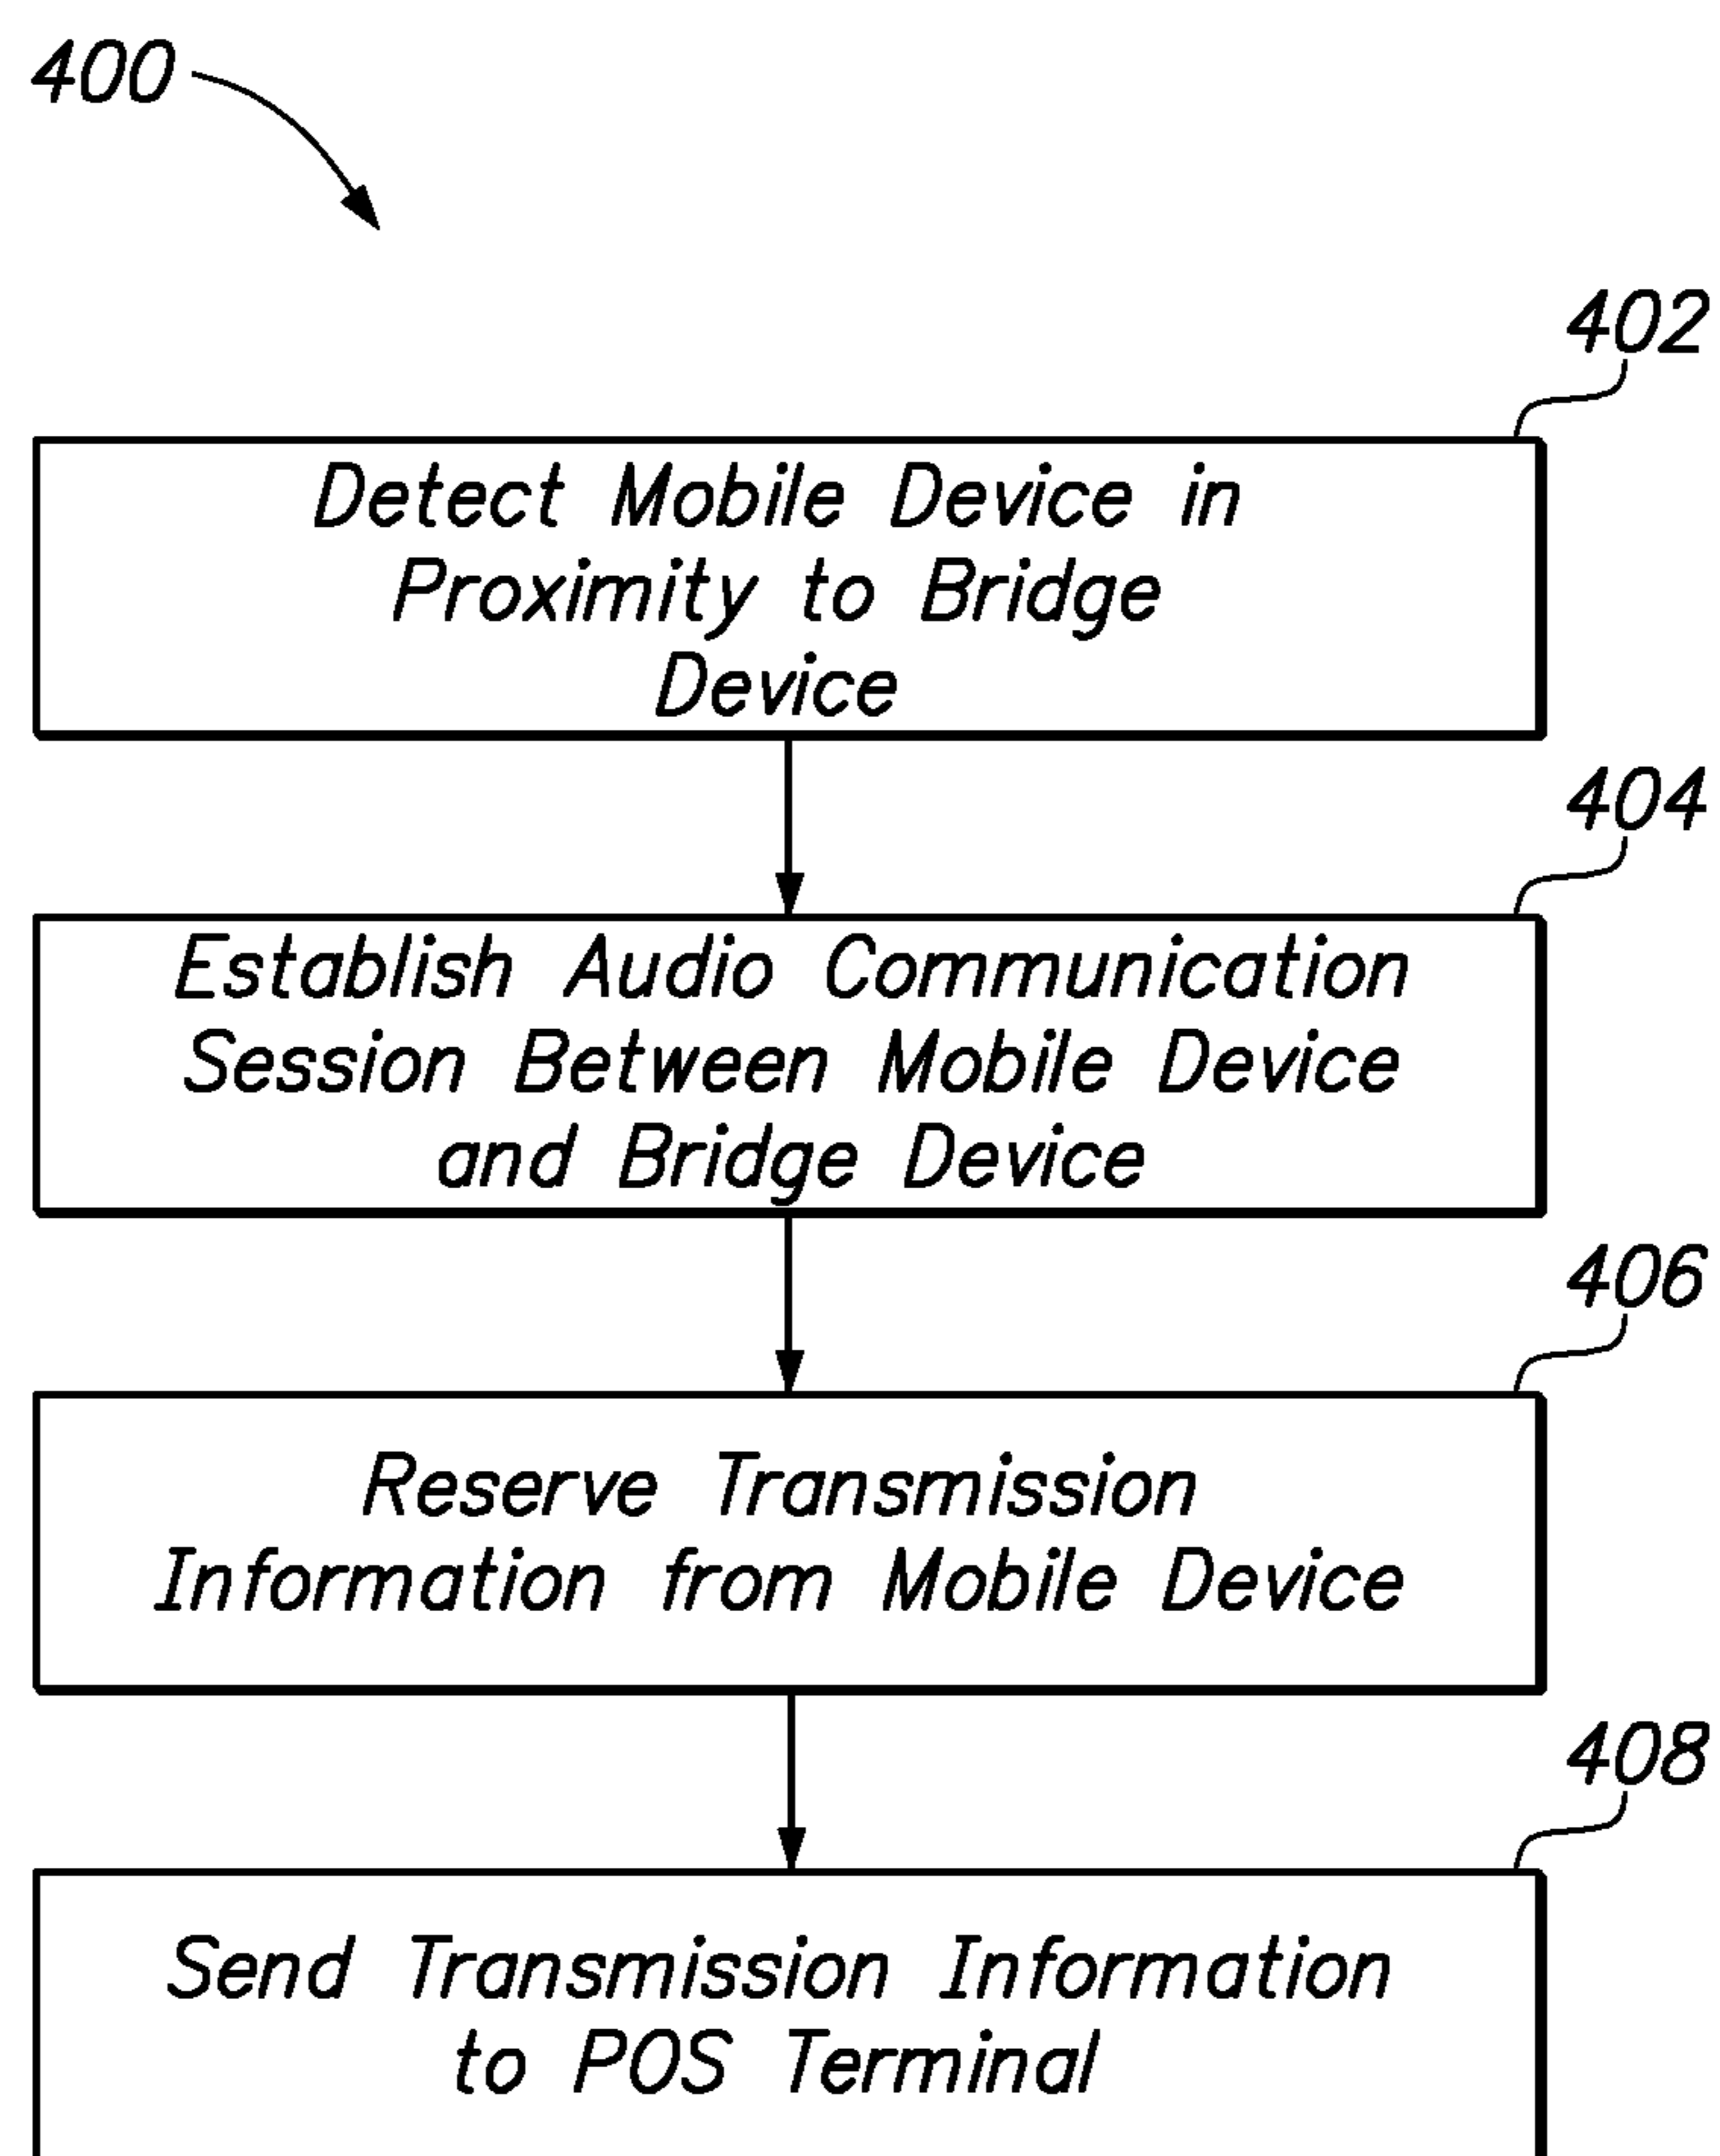 400
402
Detect Mobile Device in
Proximity to Bridge
Device
404
Establish Audio Communication
Session Between Mobile Device
and Bridge Device
406
Reserve Transmission
Information from Mobile Device
408
Send Transmission Information
to POS Terminal